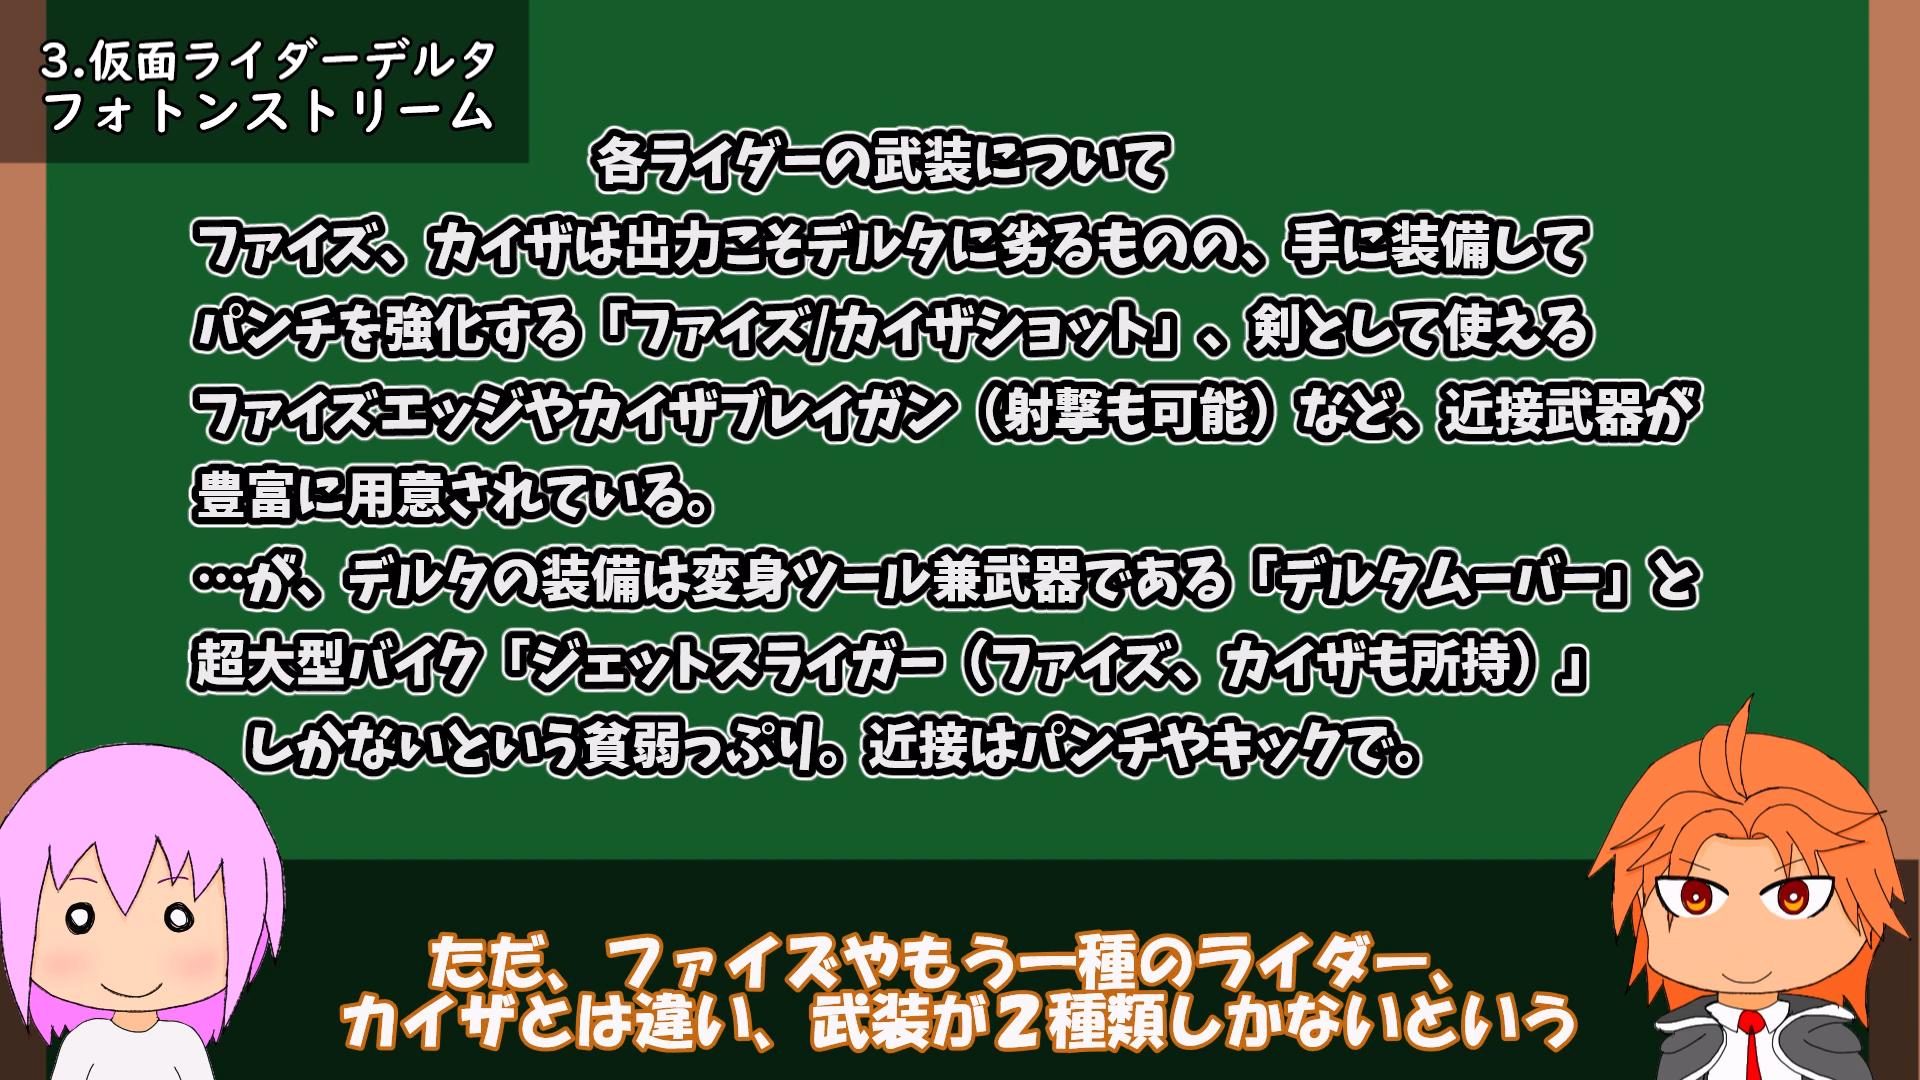 3.仮面ライダーデルタ
フォトンストリーム
各ライダーの武装について
ファイズ、カイザは出力こそデルタに劣るものの、手に装備して
パンチを強化する「ファイズ/カイザショット」、剣として使える
ファイズエッジやカイザブレイガン（射撃も可能）など、近接武器が
豊富に用意されている。
…が、デルタの装備は変身ツール兼武器である「デルタムーバー」と
超大型バイク「ジェットスライガー（ファイズ、カイザも所持）」
しかないという貧弱っぷり。近接はパンチやキックで。
ただ、ファイズやもう一種のライダー、
カイザとは違い、武装が２種類しかないという